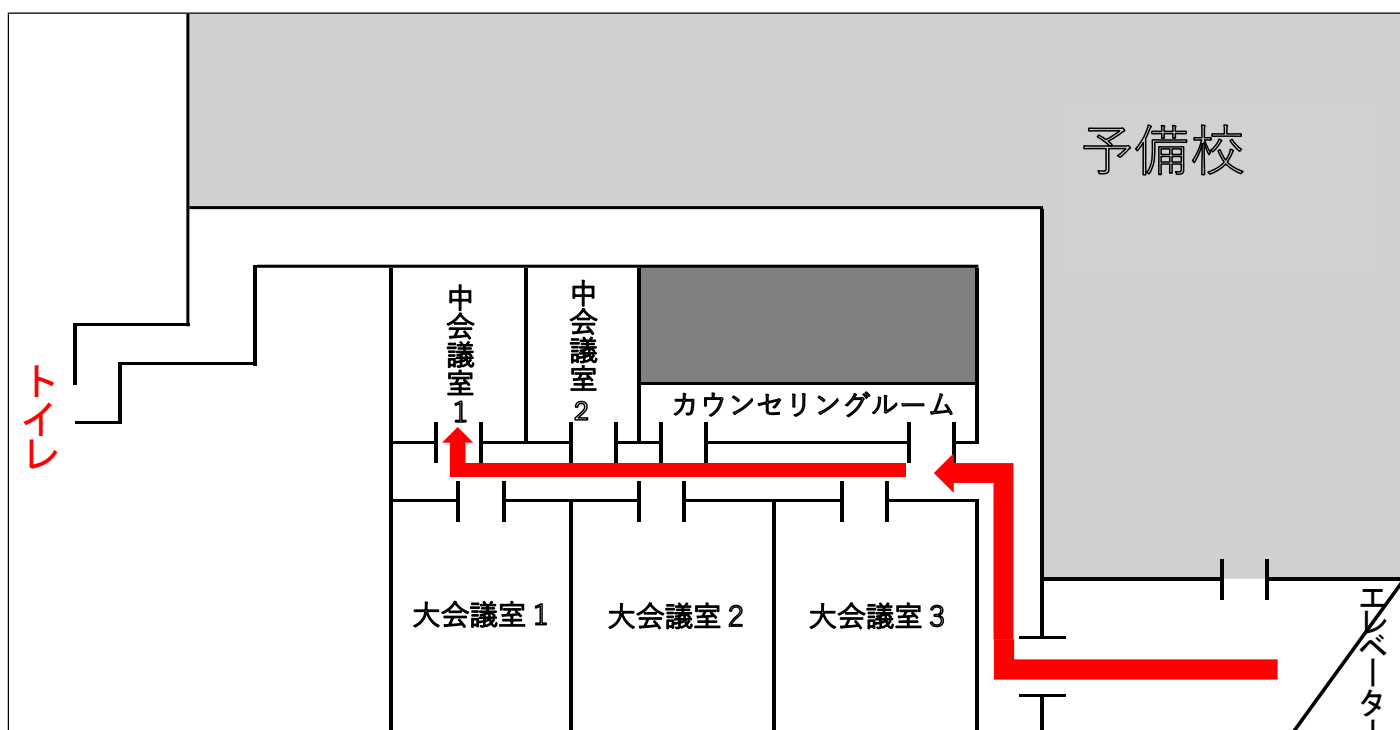 予備校
中会議室1
中会議室2
カウンセリングルーム
トイレ
大会議室1
大会議室2
大会議室3
エレベーター